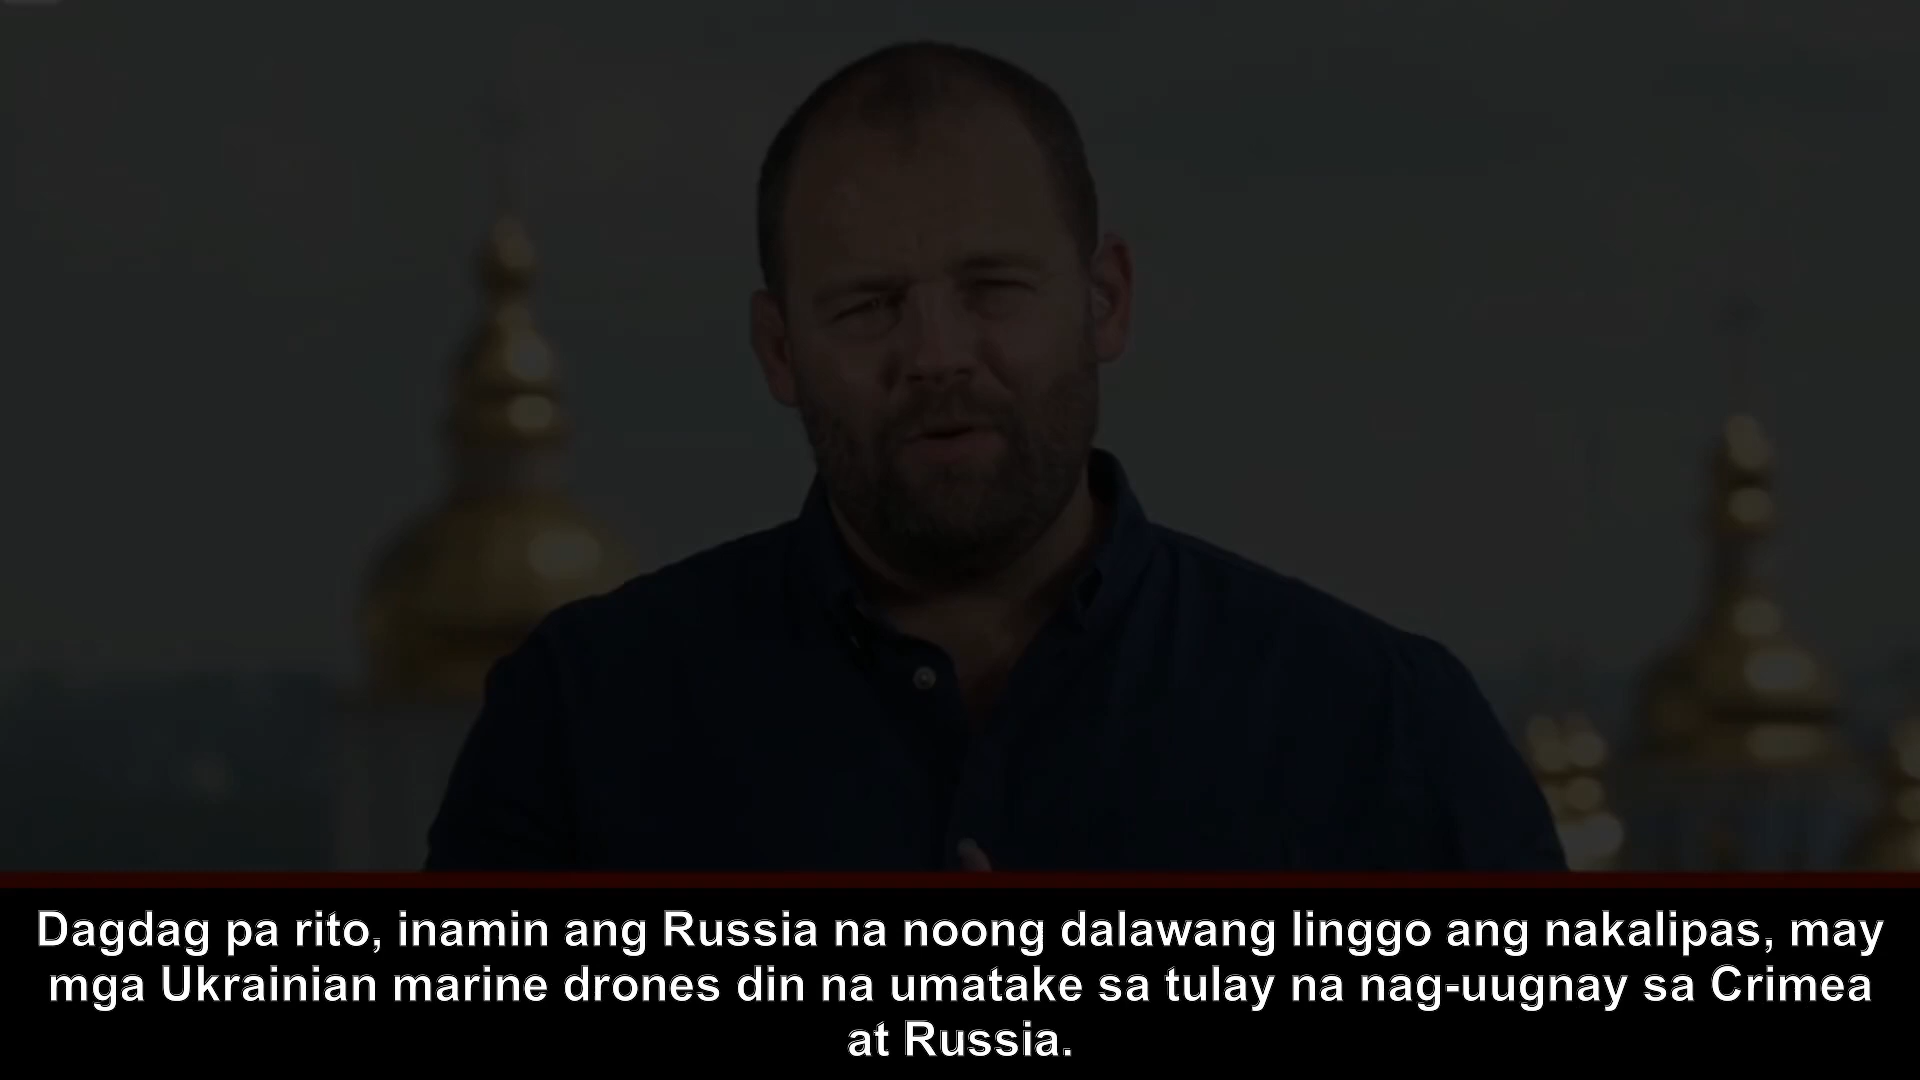 Dagdag pa rito, inamin ang Russia na noong dalawang linggo ang nakalipas, may
mga Ukrainian marine drones din na umatake sa tulay na nag-uugnay sa Crimea
at Russia.